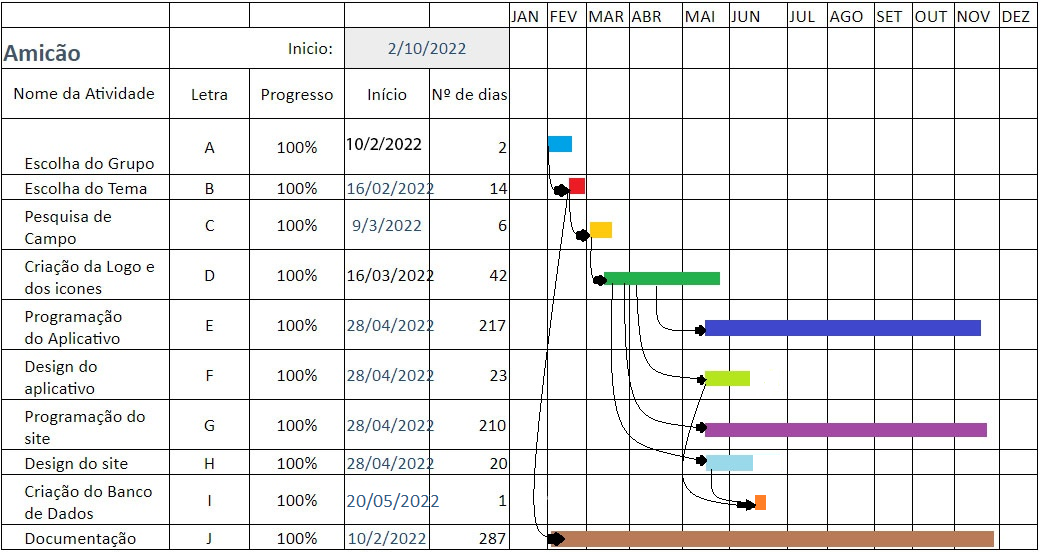 JAN FEV MAR ABR MAI JUN JUL AGO SET OUT NOV DEZ
Amicão Inicio: 2/10/2022
Nome da Atividade Letra Progresso Início Nº de dias
Escolha do Grupo A 100% 10/2/2022 2
Escolha do Tema B 100% 16/02/2022 14
Pesquisa de
Campo C 100% 9/3/2022 6
Criação da Logo e
dos icones D 100% 16/03/2022 42
Programação
do Aplicativo E 100% 28/04/2022 217
Design do
aplicativo F 100% 28/04/2022 23
Programação do
site G 100% 28/04/2022 210
Design do site H 100% 28/04/2022 20
Criação do Banco
de Dados I 100% 20/05/2022 1
Documentação J 100% 10/2/2022 287